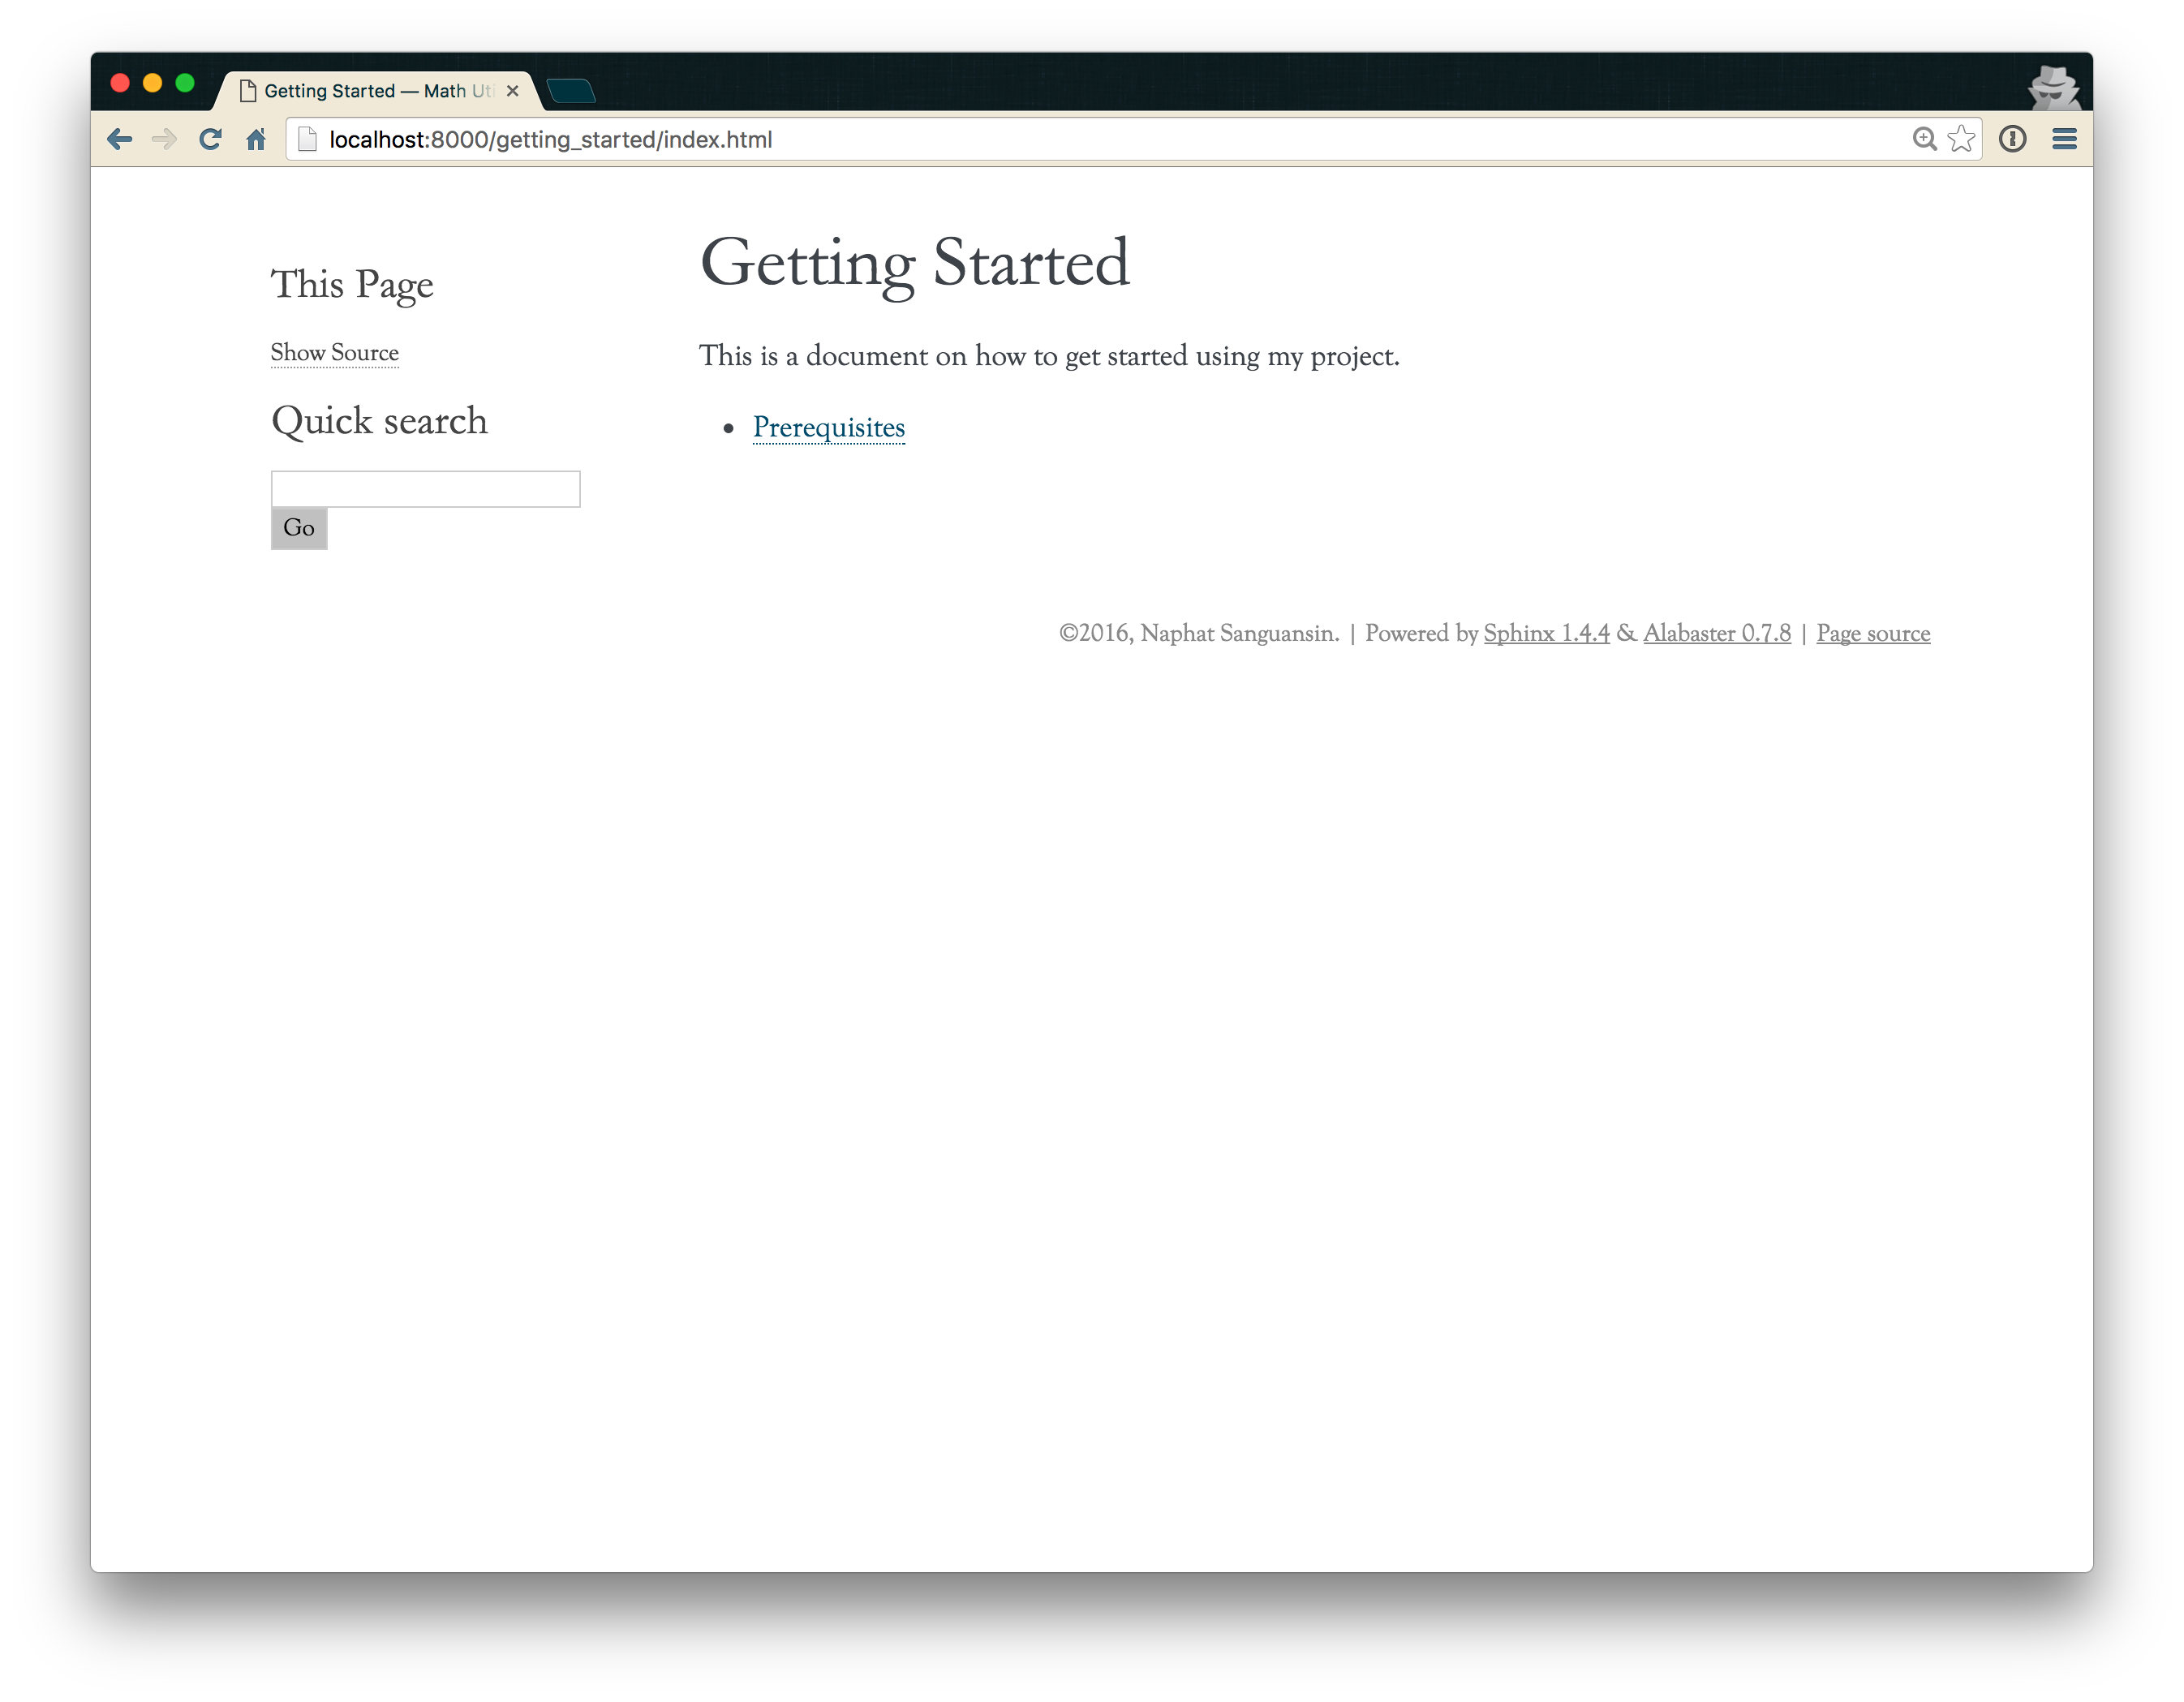 Getting Started — Math Uti
localhost:8000/getting_started/index.html
This Page
Show Source
Quick search
Go
Getting Started
This is a document on how to get started using my project.
Prerequisites
©2016, Naphat Sanguansin. | Powered by Sphinx 1.4.4 & Alabaster 0.7.8 | Page source